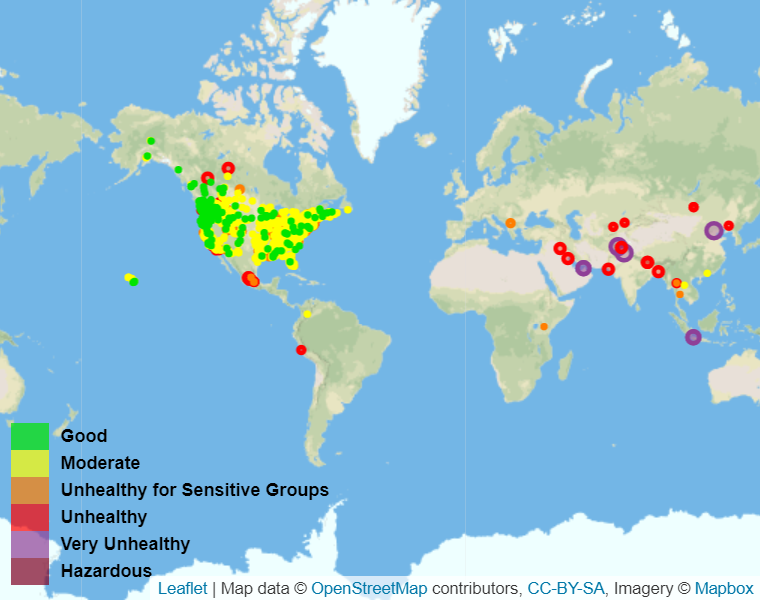 Good
Moderate
Unhealthy for Sensitive Groups
Unhealthy
Very Unhealthy
Hazardous
Leaflet | Map data © OpenStreetMap contributors, CC-BY-SA, Imagery © Mapbox